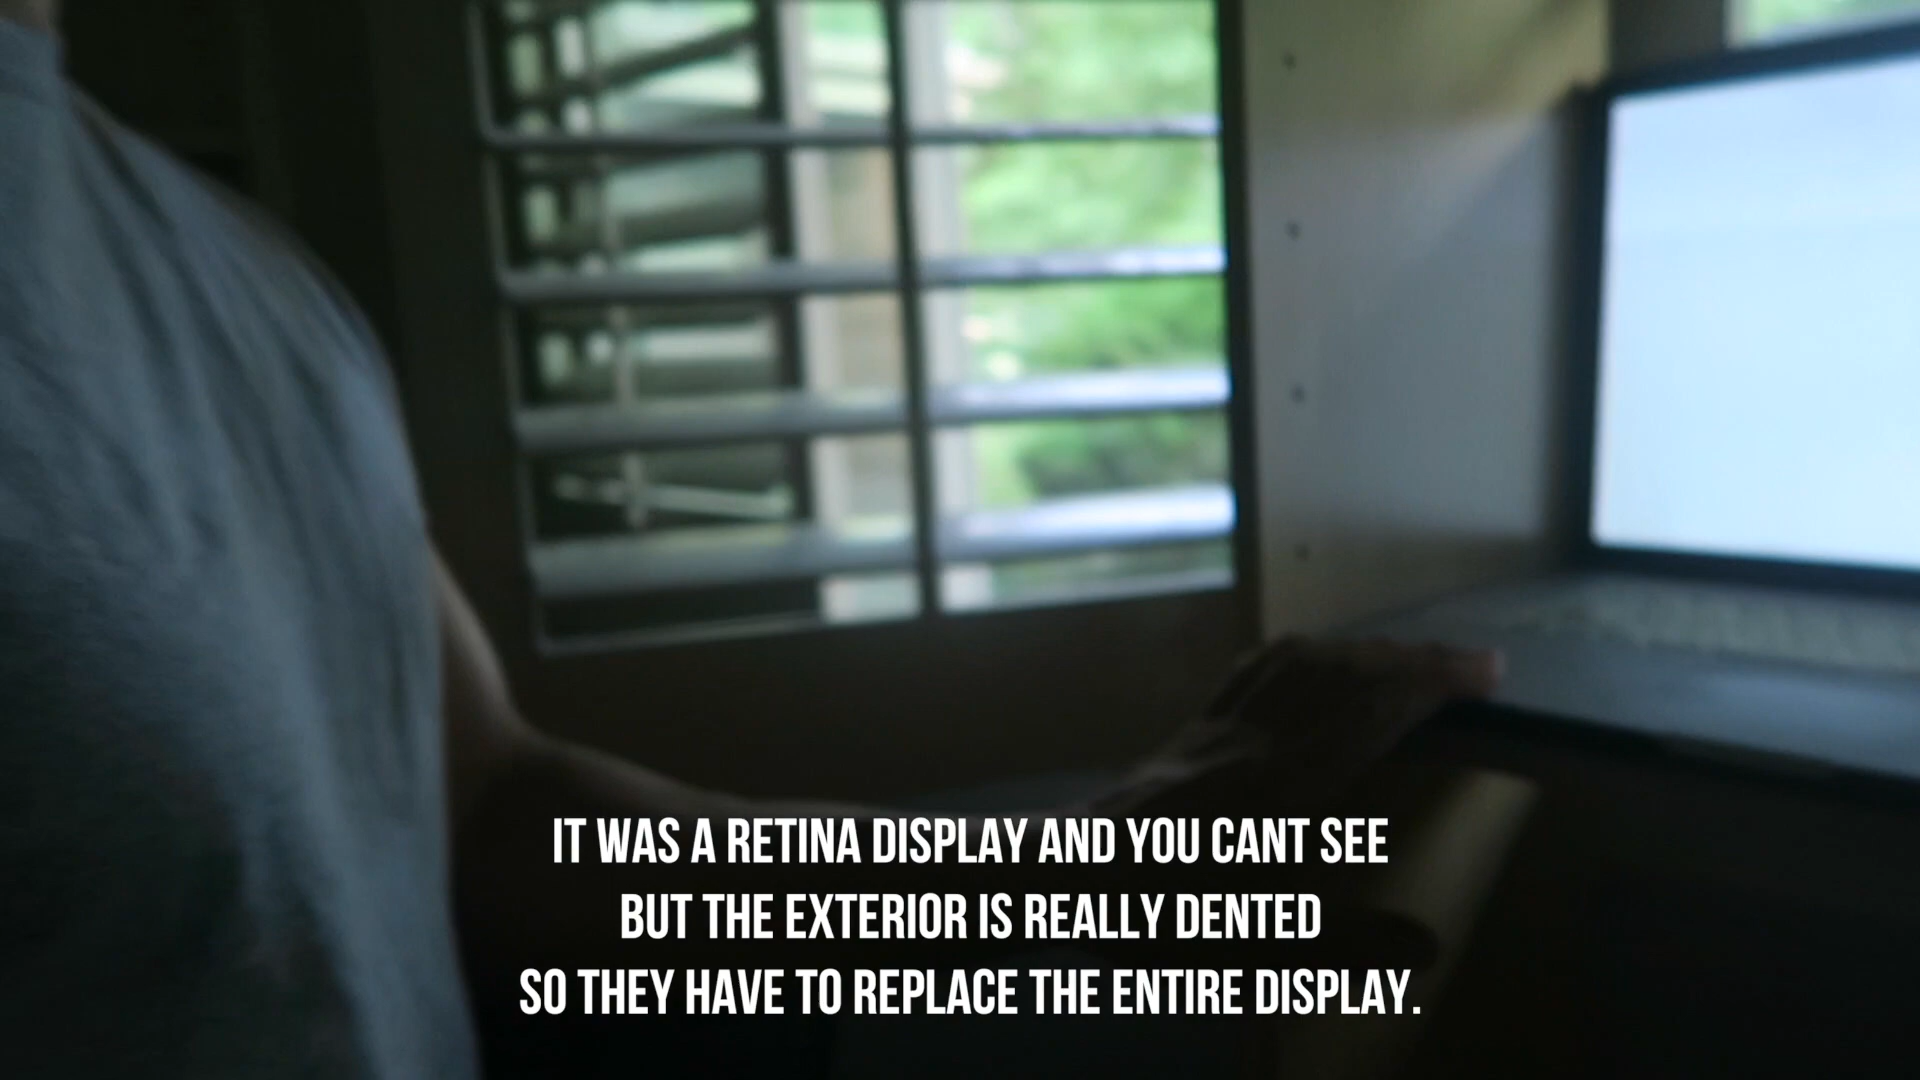 IT WAS A RETINA DISPLAY AND YOU CANT SEE
BUT THE EXTERIOR IS REALLY DENTED
SO THEY HAVE TO REPLACE THE ENTIRE DISPLAY.